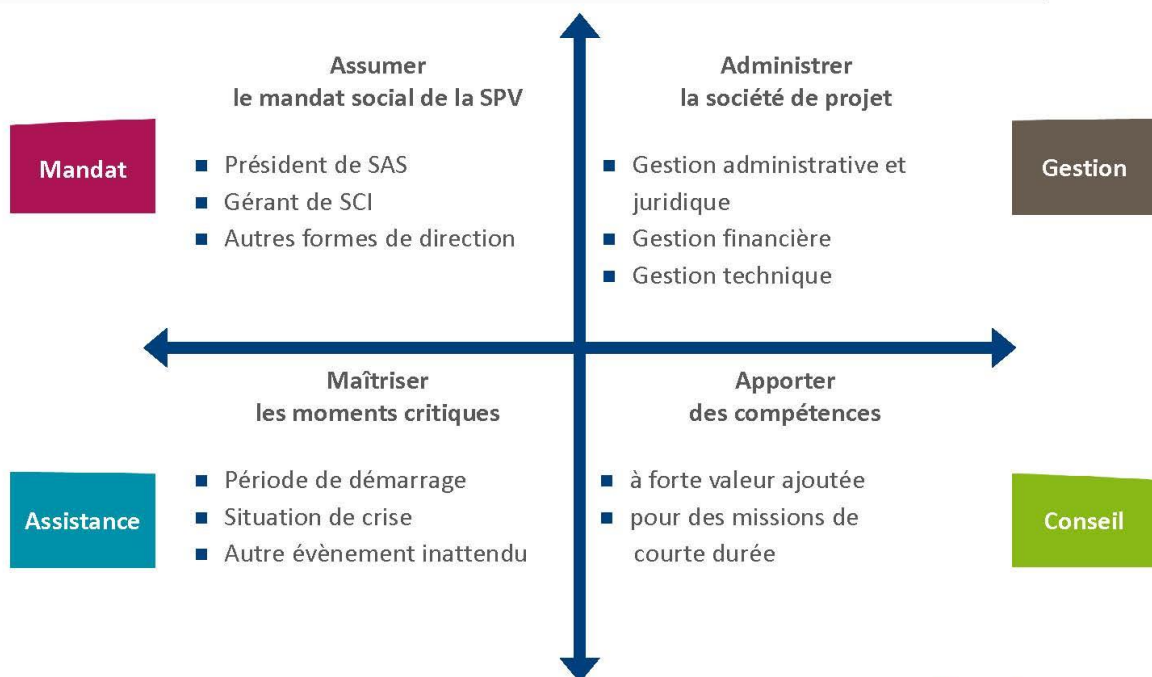 Assumer
le mandat social de la SPV
Mandat
Président de SAS
Gérant de SCI
Autres formes de direction
Administrer
la société de projet
Gestion administrative et
juridique
Gestion financière
Gestion technique
Gestion
Maîtriser
les moments critiques
Assistance
Période de démarrage
Situation de crise
Autre évènement inattendu
Apporter
des compétences
à forte valeur ajoutée
pour des missions de
courte durée
Conseil